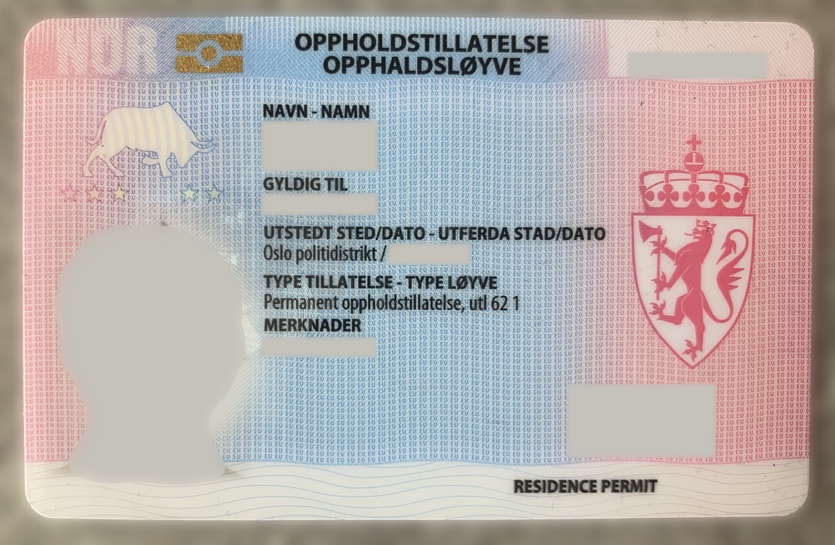 NOR
OPPHOLDSTILLATELSE
OPPHALDSLØYVE
NAVN - NAMN
GYLDIG TIL
UTSTEDT STED/DATO - UTFERDA STAD/DATO
Oslo politidistrikt /
TYPE TILLATELSE - TYPE LØYVE
Permanent oppholdstillatelse, utl 62 1
MERKNADER
RESIDENCE PERMIT